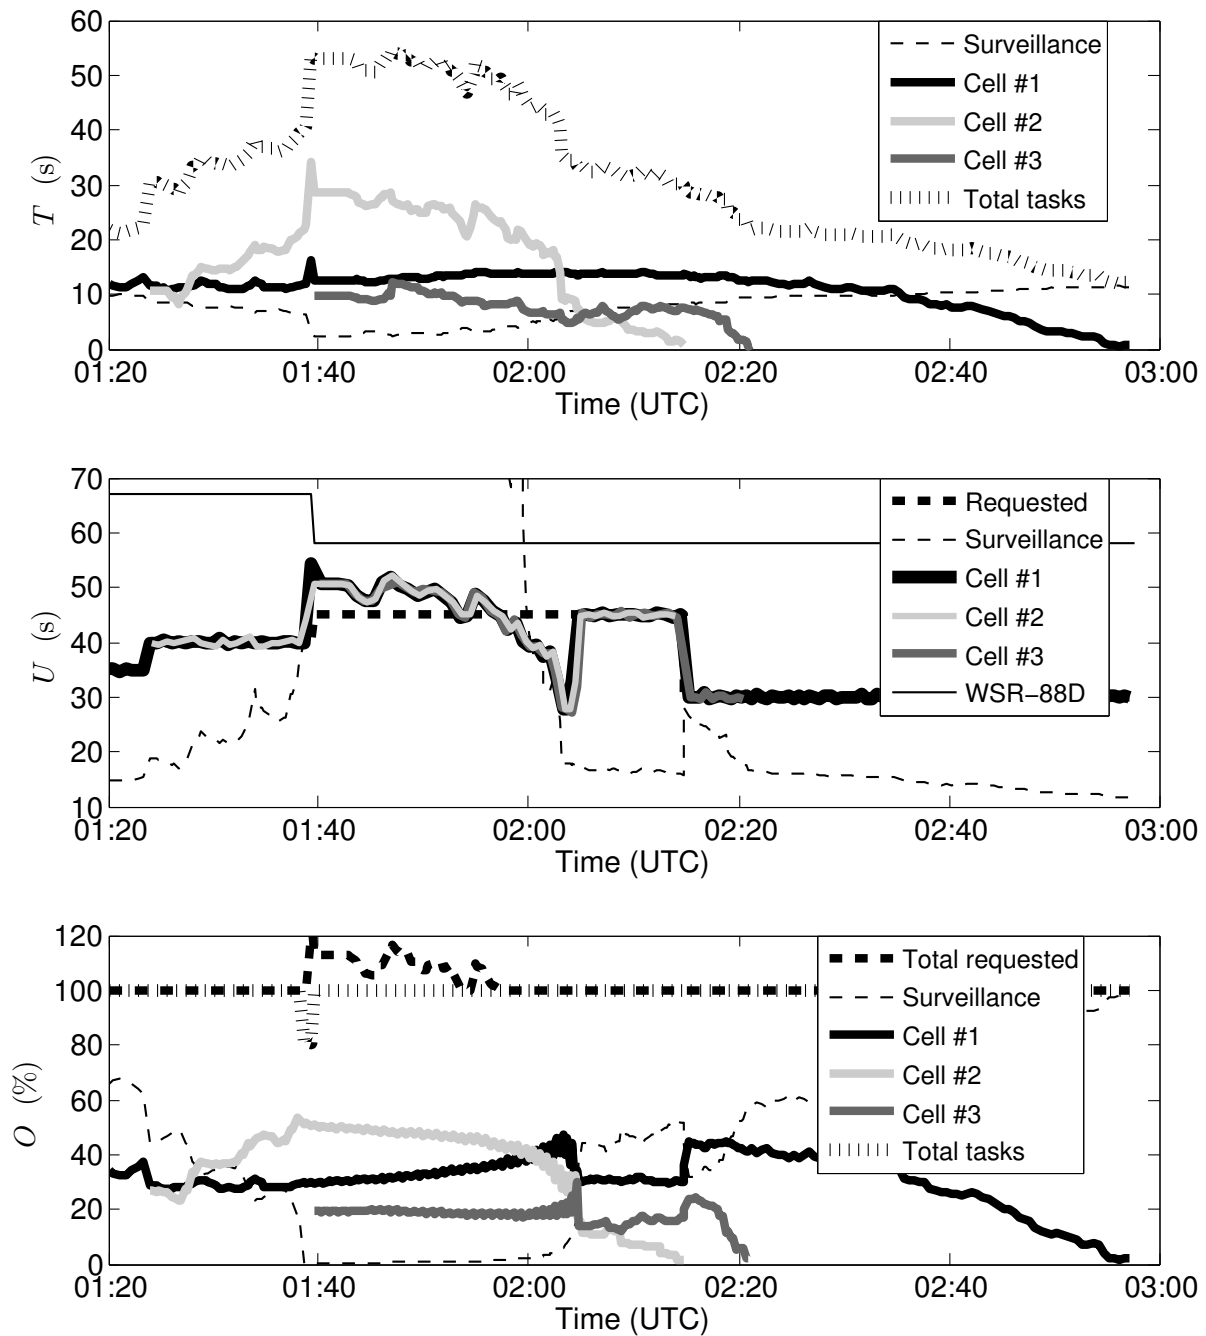 60
50
40
30
20
10
0
T (s)
Surveillance
Cell #1
Cell #2
Cell #3
Total tasks
01:20 01:40 02:00 02:20 02:40 03:00
Time (UTC)
70
60
50
40
30
20
10
U (s)
Requested
Surveillance
Cell #1
Cell #2
Cell #3
WSR−88D
01:20 01:40 02:00 02:20 02:40 03:00
Time (UTC)
120
100
80
60
40
20
0
O (%)
Total requested
Surveillance
Cell #1
Cell #2
Cell #3
Total tasks
01:20 01:40 02:00 02:20 02:40 03:00
Time (UTC)